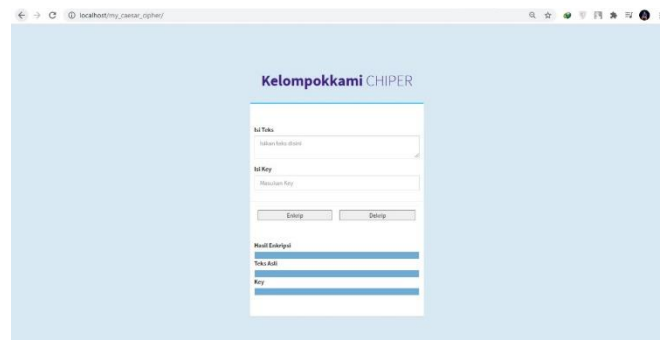 localhost/my_caesar_cipher/
Kelompokkami CHIPER
Isi Teks
Isikan teks disini
Isi Key
Masukan Key
Enkrip Dekrip
Hasil Enkripsi
Teks Asli
Key